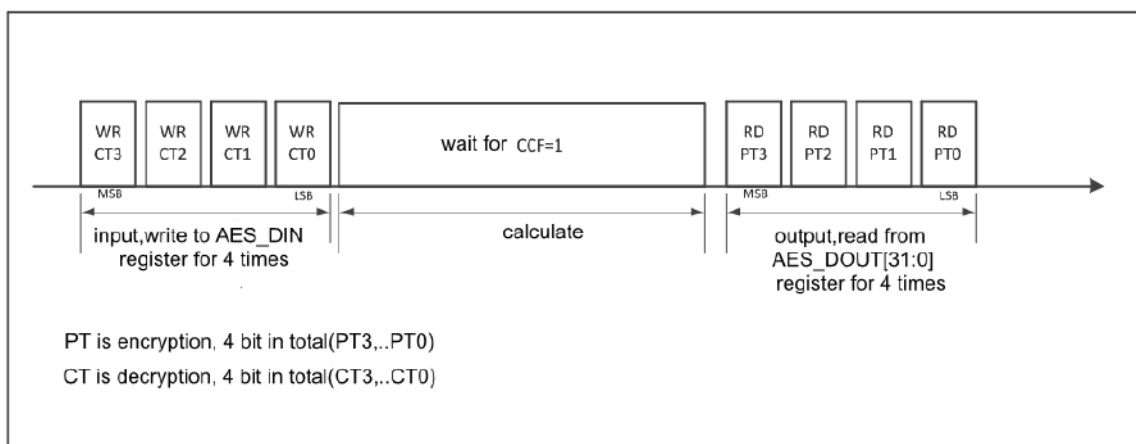 WR CT3
WR CT2
WR CT1
WR CT0
wait for CCF=1
RD PT3
RD PT2
RD PT1
RD PT0
MSB
LSB
MSB
LSB
input,write to AES_DIN
register for 4 times
calculate
output,read from
AES_DOUT[31:0]
register for 4 times
PT is encryption, 4 bit in total(PT3,..PT0)
CT is decryption, 4 bit in total(CT3,..CT0)